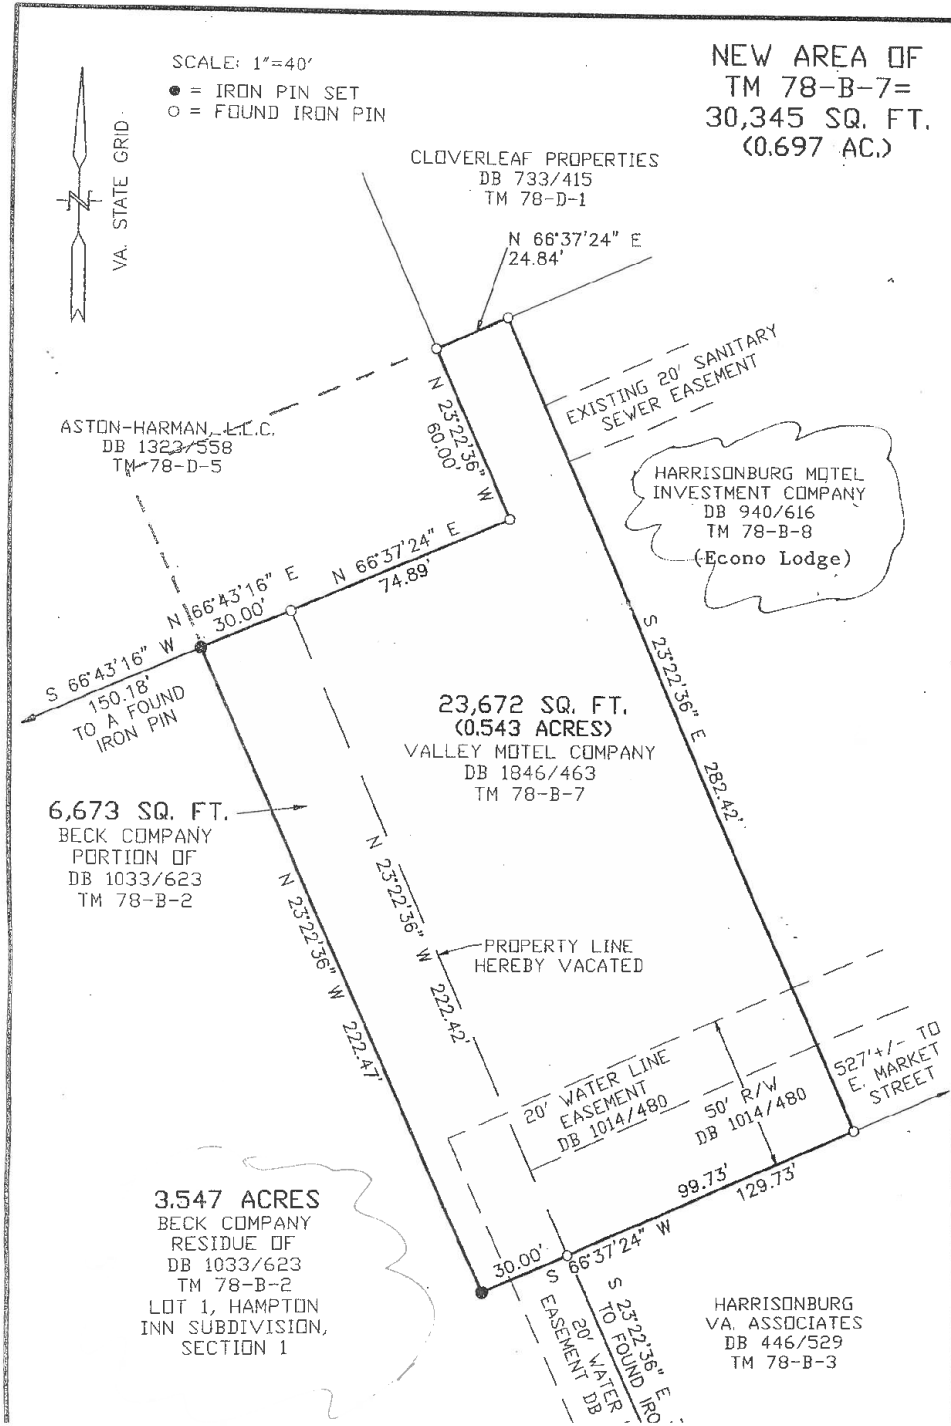 SCALE: 1"=40'
● = IRON PIN SET
○ = FOUND IRON PIN
NEW AREA OF
TM 78-B-7=
30,345 SQ. FT.
(0.697 AC.)
VA. STATE GRID
N
CLOVERLEAF PROPERTIES
DB 733/415
TM 78-D-1
N 66°37'24" E
24.84'
EXISTING 20' SANITARY
SEWER EASEMENT
N 23°22'36" W
60.00'
ASTON-HARMAN, L.L.C.
DB 1323/558
TM 78-D-5
HARRISONBURG MOTEL
INVESTMENT COMPANY
DB 940/616
TM 78-B-8
(Econo Lodge)
N 66°37'24" E
74.89'
N 66°43'16" E
30.00'
S 66°43'16" W
150.18'
TO A FOUND
IRON PIN
S 23°22'36" E 282.42'
23,672 SQ. FT.
(0.543 ACRES)
VALLEY MOTEL COMPANY
DB 1846/463
TM 78-B-7
6,673 SQ. FT.
BECK COMPANY
PORTION OF
DB 1033/623
TM 78-B-2
N 23°22'36" W 222.42'
N 23°22'36" W 222.47'
PROPERTY LINE
HEREBY VACATED
20' WATER LINE
EASEMENT
DB 1014/480
50' R/W
DB 1014/480
527'+/- TO
E. MARKET
STREET
99.73'
129.73'
30.00'
S 66°37'24" W
3.547 ACRES
BECK COMPANY
RESIDUE OF
DB 1033/623
TM 78-B-2
LOT 1, HAMPTON
INN SUBDIVISION,
SECTION 1
S 23°22'36" E
TO FOUND IRO
20' WATER
EASEMENT DB
HARRISONBURG
VA. ASSOCIATES
DB 446/529
TM 78-B-3